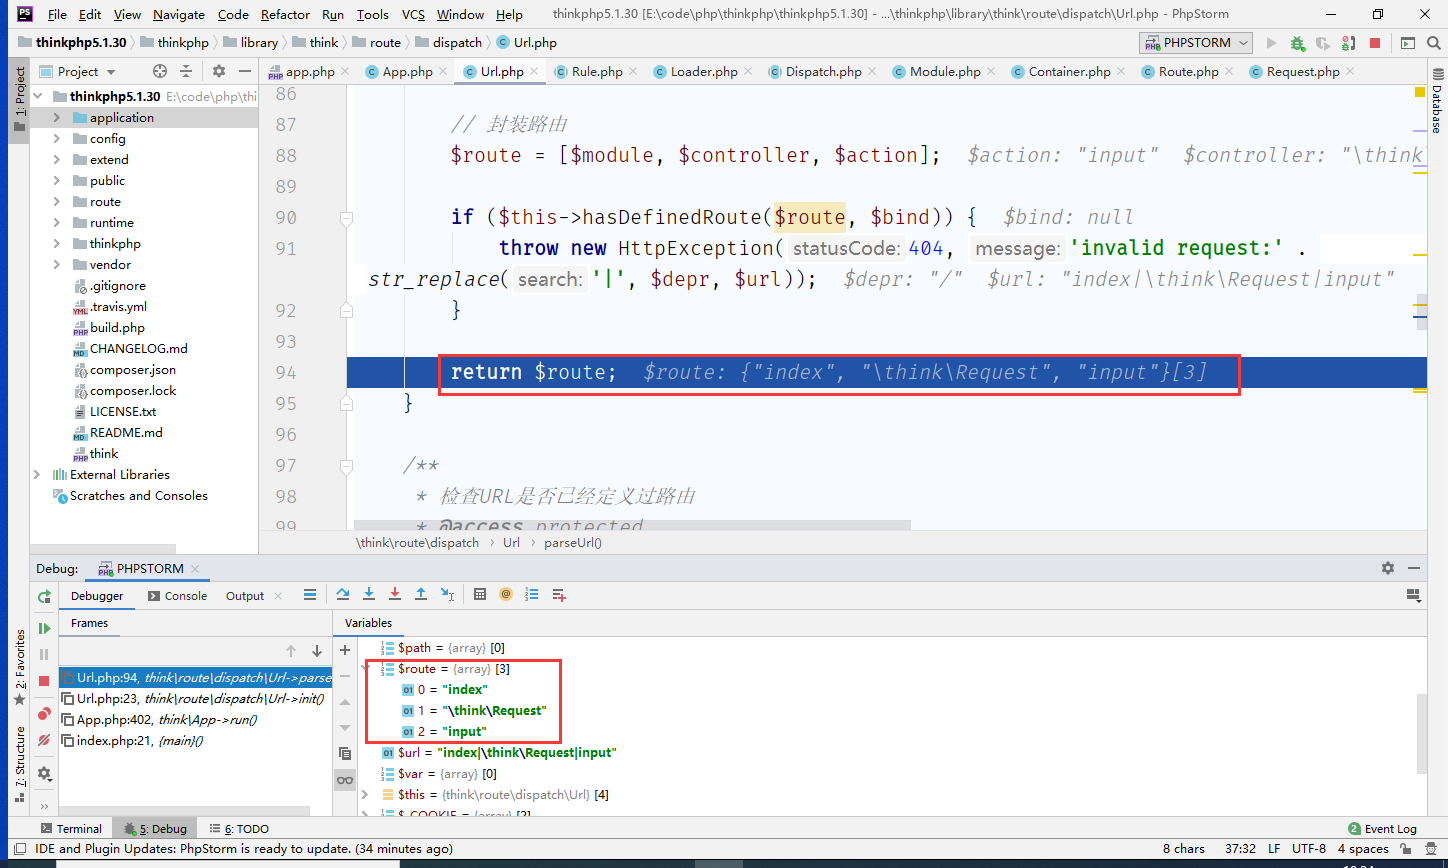 File Edit View Navigate Code Refactor Run Tools VCS Window Help thinkphp5.1.30 [E:\code\php\thinkphp\thinkphp5.1.30] - ...\thinkphp\library\think\route\dispatch\Url.php - PhpStorm
thinkphp5.1.30 thinkphp library think route dispatch Url.php PHPSTORM
Project app.php App.php Url.php Rule.php Loader.php Dispatch.php Module.php Container.php Route.php Request.php
1: Project
Database
thinkphp5.1.30 E:\code\php\thi
application
config
extend
public
route
runtime
thinkphp
vendor
.gitignore
.travis.yml
build.php
CHANGELOG.md
composer.json
composer.lock
LICENSE.txt
README.md
think
External Libraries
Scratches and Consoles
86
87 // 封装路由
88 $route = [$module, $controller, $action]; $action: "input" $controller: "\think\
89
90 if ($this->hasDefinedRoute($route, $bind)) { $bind: null
91 throw new HttpException( statusCode: 404, message: 'invalid request:' .
str_replace( search: '|', $depr, $url)); $depr: "/" $url: "index|\think\Request|input"
92 }
93
94 return $route; $route: {"index", "\think\Request", "input"}[3]
95 }
96
97 /**
98 * 检查URL是否已经定义过路由
99 * @access protected
\think\route\dispatch › Url › parseUrl()
Debug: PHPSTORM
Debugger Console Output
Frames Variables
2: Favorites
7: Structure
Url.php:94, think\route\dispatch\Url->parse
Url.php:23, think\route\dispatch\Url->init()
App.php:402, think\App->run()
index.php:21, {main}()
$path = {array} [0]
$route = {array} [3]
0 = "index"
1 = "\think\Request"
2 = "input"
$url = "index|\think\Request|input"
$var = {array} [0]
$this = {think\route\dispatch\Url} [4]
$_COOKIE = {array} [2]
Terminal 5: Debug 6: TODO 2 Event Log
IDE and Plugin Updates: PhpStorm is ready to update. (34 minutes ago) 8 chars 37:32 LF UTF-8 4 spaces